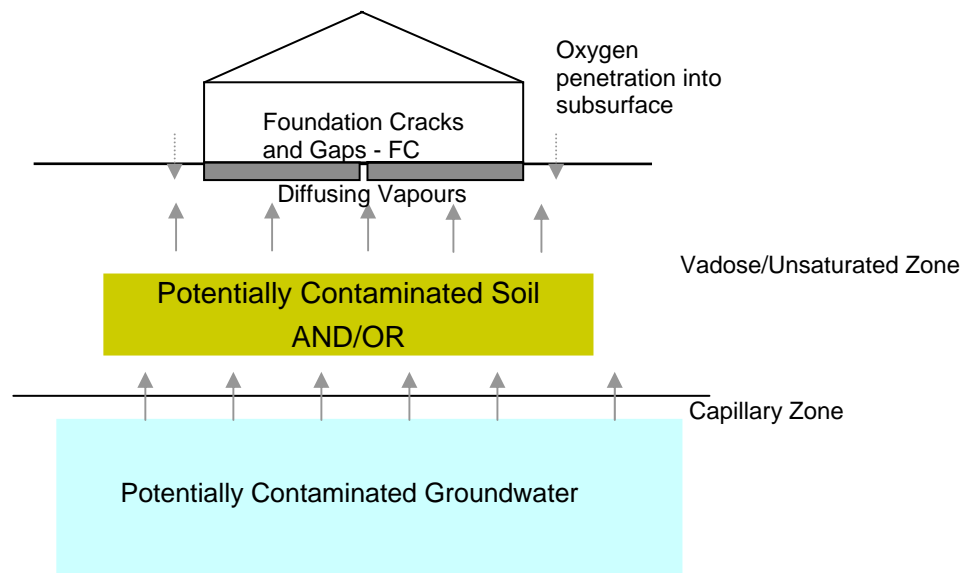 Oxygen
penetration into
subsurface
Foundation Cracks
and Gaps - FC
Diffusing Vapours
Vadose/Unsaturated Zone
Potentially Contaminated Soil
AND/OR
Capillary Zone
Potentially Contaminated Groundwater